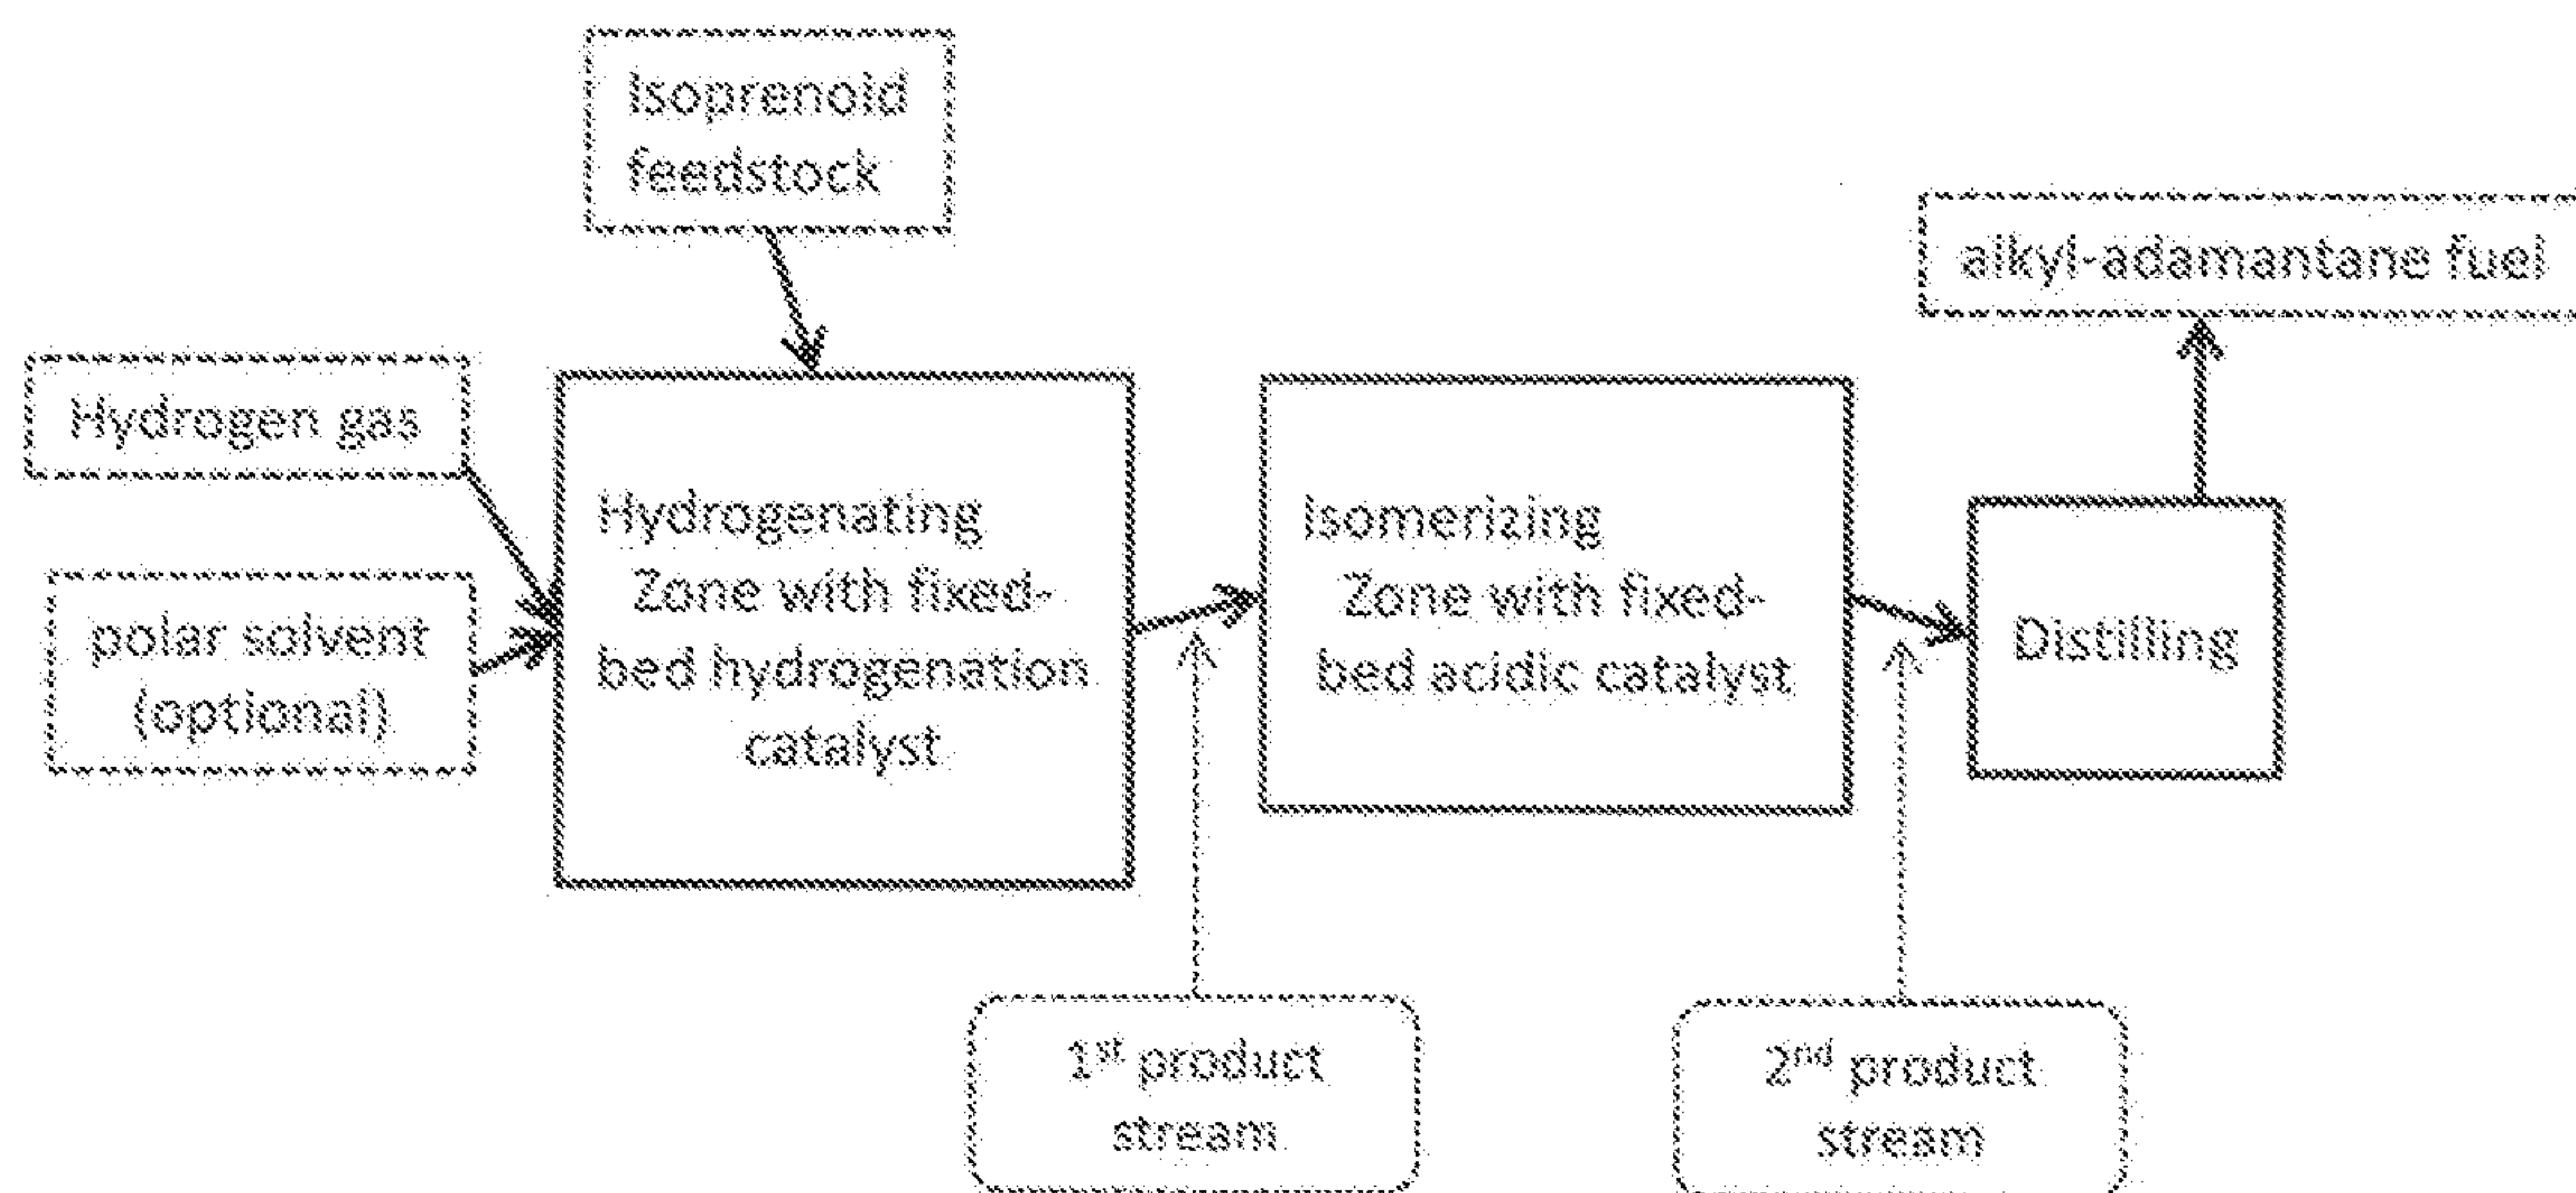 Isoprenoid
feedstock
alkyl-adamantane fuel
Hydrogen gas
polar solvent
(optional)
Hydrogenating
Zone with fixed-
bed hydrogenation
catalyst
Isomerizing
Zone with fixed-
bed acidic catalyst
Distilling
1st product
stream
2nd product
stream